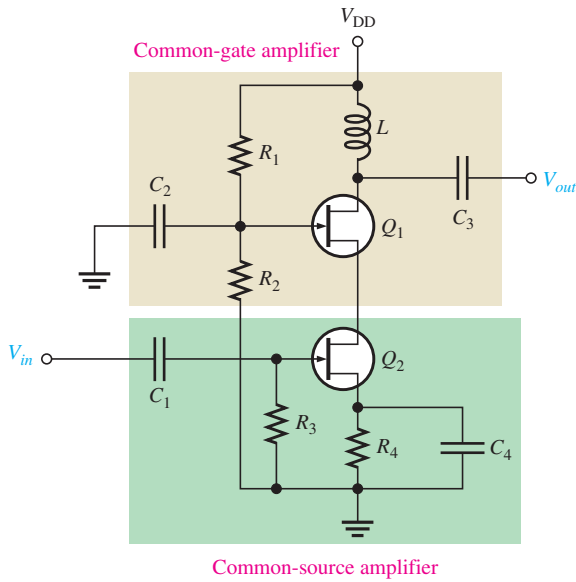 V_DD
Common-gate amplifier
L
R_1
C_2
V_out
C_3
Q_1
R_2
V_in
Q_2
C_1
R_3
R_4
C_4
Common-source amplifier